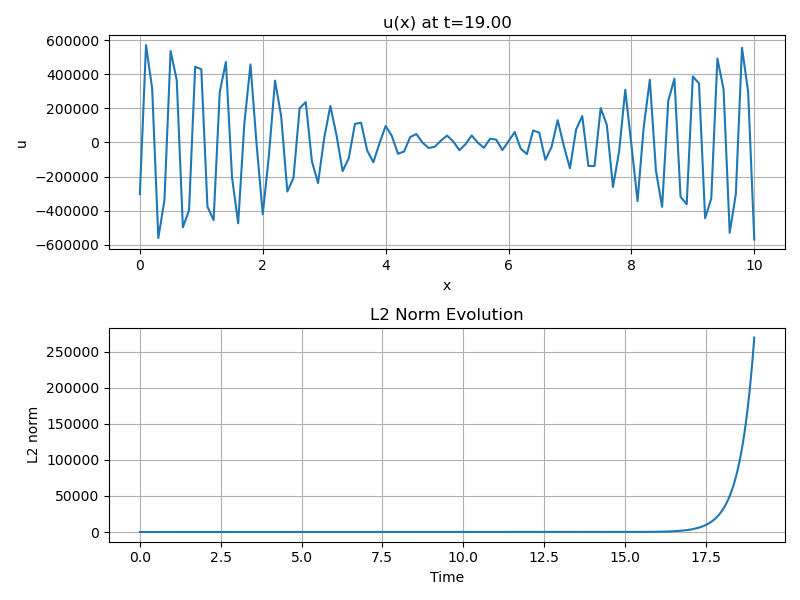 u(x) at t=19.00
600000
400000
200000
0
−200000
−400000
−600000
u
0 2 4 6 8 10
x
L2 Norm Evolution
250000
200000
150000
100000
50000
0
L2 norm
0.0 2.5 5.0 7.5 10.0 12.5 15.0 17.5
Time